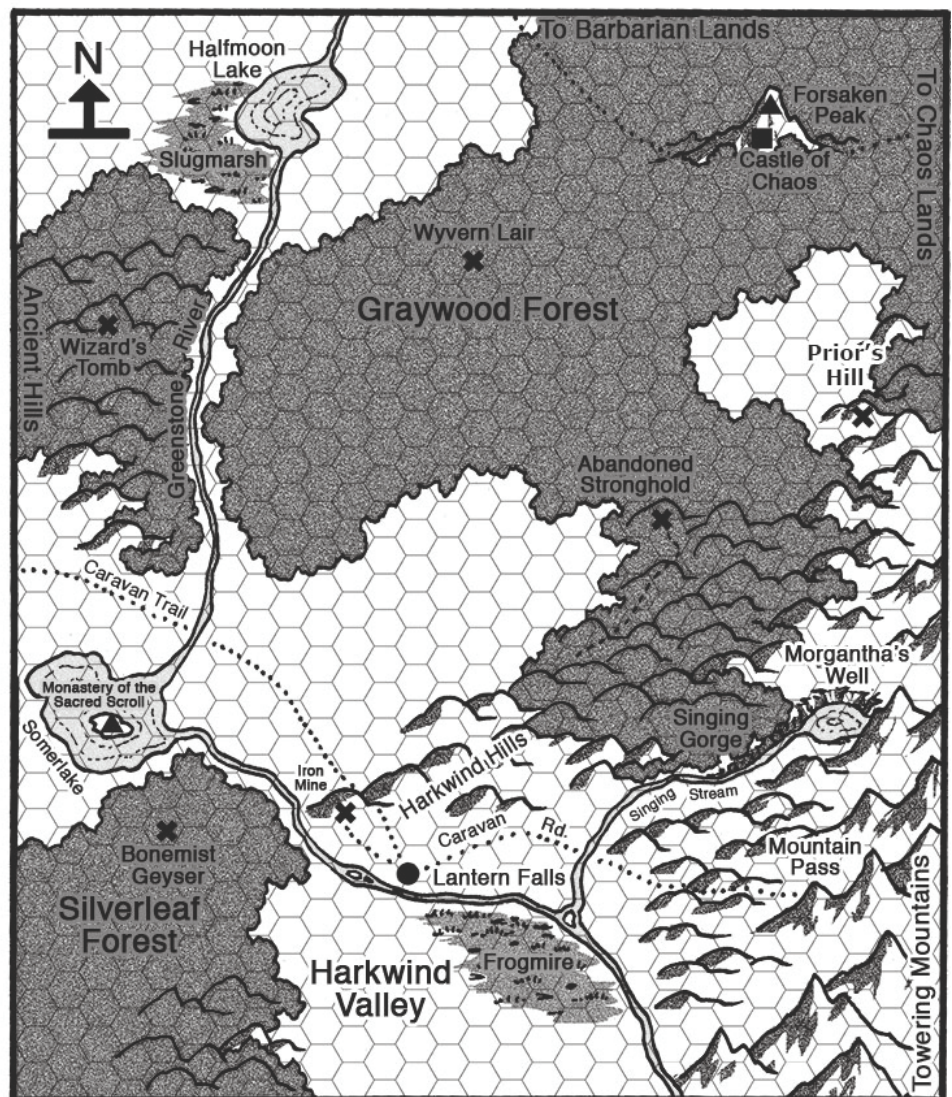 N
Halfmoon
Lake
Slugmarsh
To Barbarian Lands
Forsaken
Peak
Castle of
Chaos
To Chaos Lands
Wyvern Lair
Graywood Forest
Ancient Hills
Wizard's
Tomb
Greenstone River
Prior's
Hill
Abandoned
Stronghold
Caravan Trail
Monastery of the
Sacred Scroll
Somerlake
Morgantha's
Well
Singing
Gorge
Iron
Mine
Harkwind Hills
Singing Stream
Caravan Rd.
Mountain
Pass
Bonemist
Geyser
Lantern Falls
Silverleaf
Forest
Harkwind
Valley
Frogmire
Towering Mountains